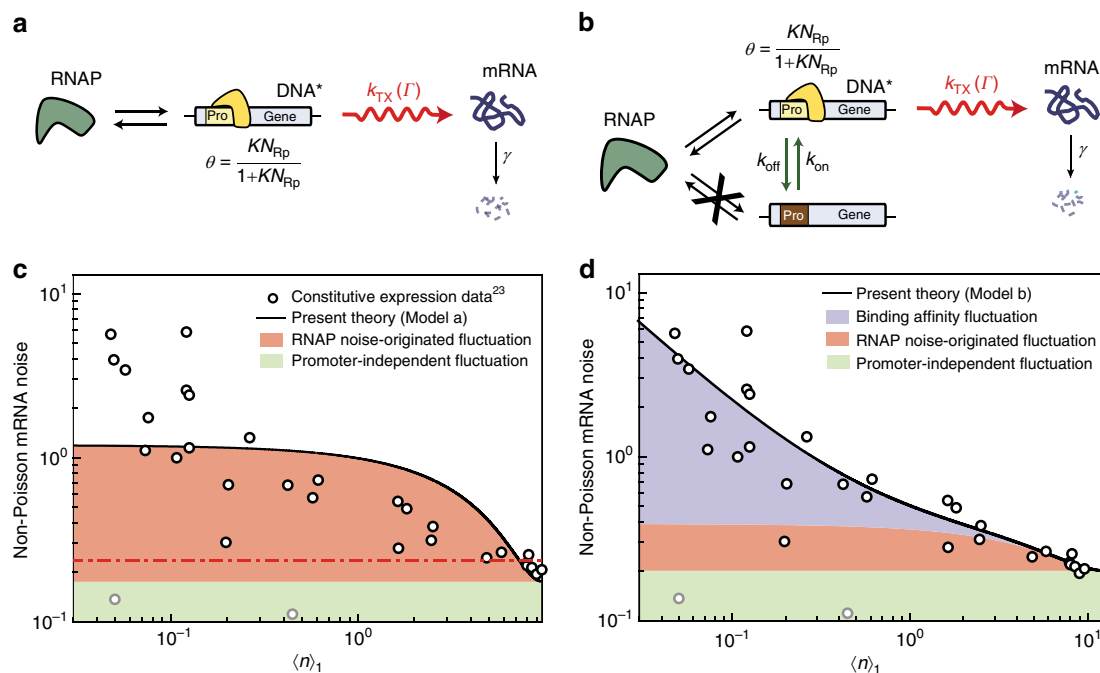 a
RNAP
DNA*
Pro
Gene
θ = KN_Rp / 1+KN_Rp
k_TX (Γ)
mRNA
γ
b
θ = KN_Rp / 1+KN_Rp
RNAP
DNA*
Pro
Gene
k_TX (Γ)
mRNA
γ
k_off
k_on
Pro
Gene
c
Non-Poisson mRNA noise
10^1
10^0
10^-1
Constitutive expression data^23
Present theory (Model a)
RNAP noise-originated fluctuation
Promoter-independent fluctuation
10^-1
10^0
⟨n⟩_1
d
Non-Poisson mRNA noise
10^1
10^0
10^-1
Present theory (Model b)
Binding affinity fluctuation
RNAP noise-originated fluctuation
Promoter-independent fluctuation
10^-1
10^0
10^1
⟨n⟩_1